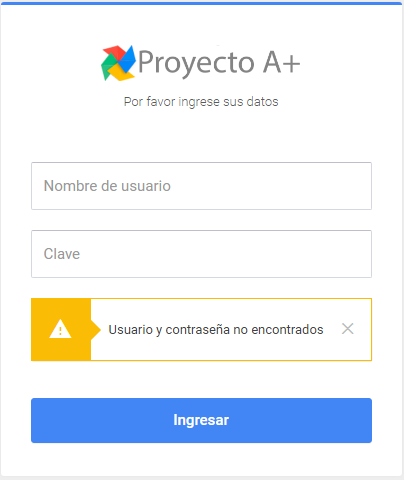 Proyecto A+
Por favor ingrese sus datos
Nombre de usuario
Clave
Usuario y contraseña no encontrados
Ingresar